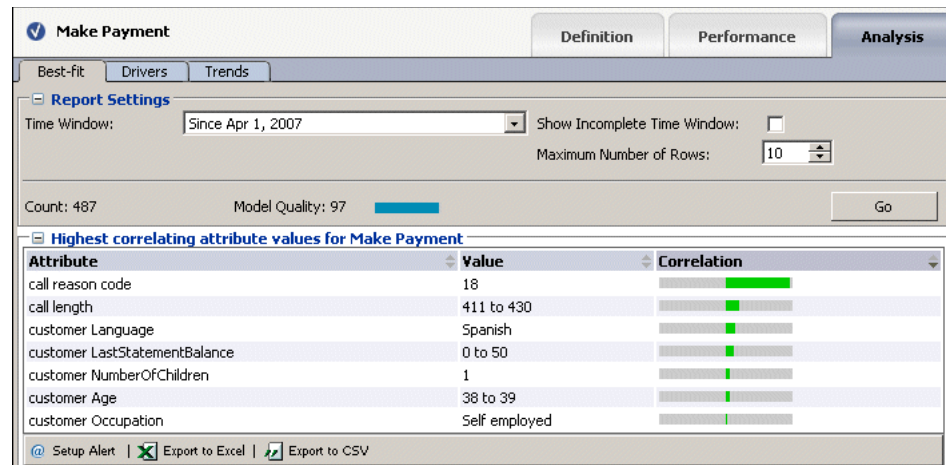 Make Payment
Definition Performance Analysis
Best-fit Drivers Trends
Report Settings
Time Window: Since Apr 1, 2007 Show Incomplete Time Window:
Maximum Number of Rows: 10
Count: 487 Model Quality: 97 Go
Highest correlating attribute values for Make Payment
Attribute Value Correlation
call reason code 18
call length 411 to 430
customer Language Spanish
customer LastStatementBalance 0 to 50
customer NumberOfChildren 1
customer Age 38 to 39
customer Occupation Self employed
@ Setup Alert | Export to Excel | Export to CSV